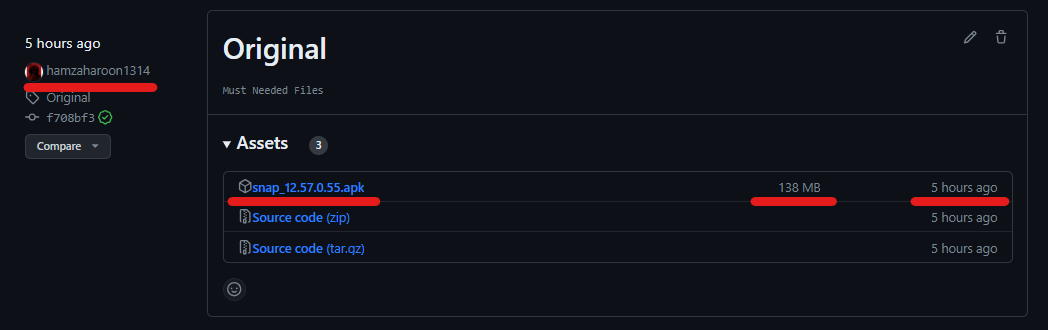 5 hours ago
hamzaharoon1314
Original
f708bf3
Compare
Original
Must Needed Files
Assets 3
snap_12.57.0.55.apk 138 MB 5 hours ago
Source code (zip) 5 hours ago
Source code (tar.gz) 5 hours ago